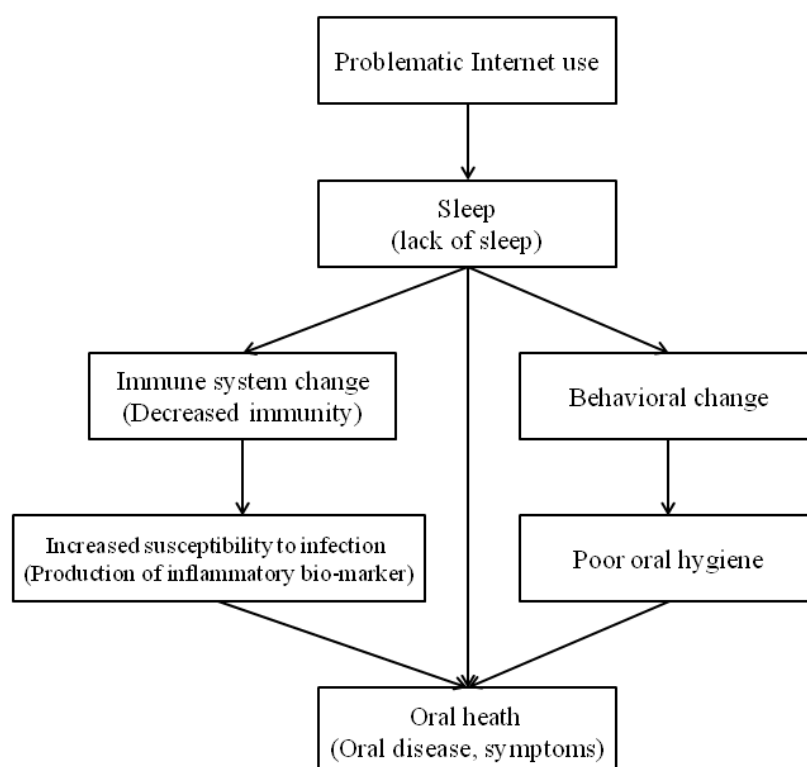 Problematic Internet use
Sleep
(lack of sleep)
Immune system change
(Decreased immunity)
Behavioral change
Increased susceptibility to infection
(Production of inflammatory bio-marker)
Poor oral hygiene
Oral heath
(Oral disease, symptoms)